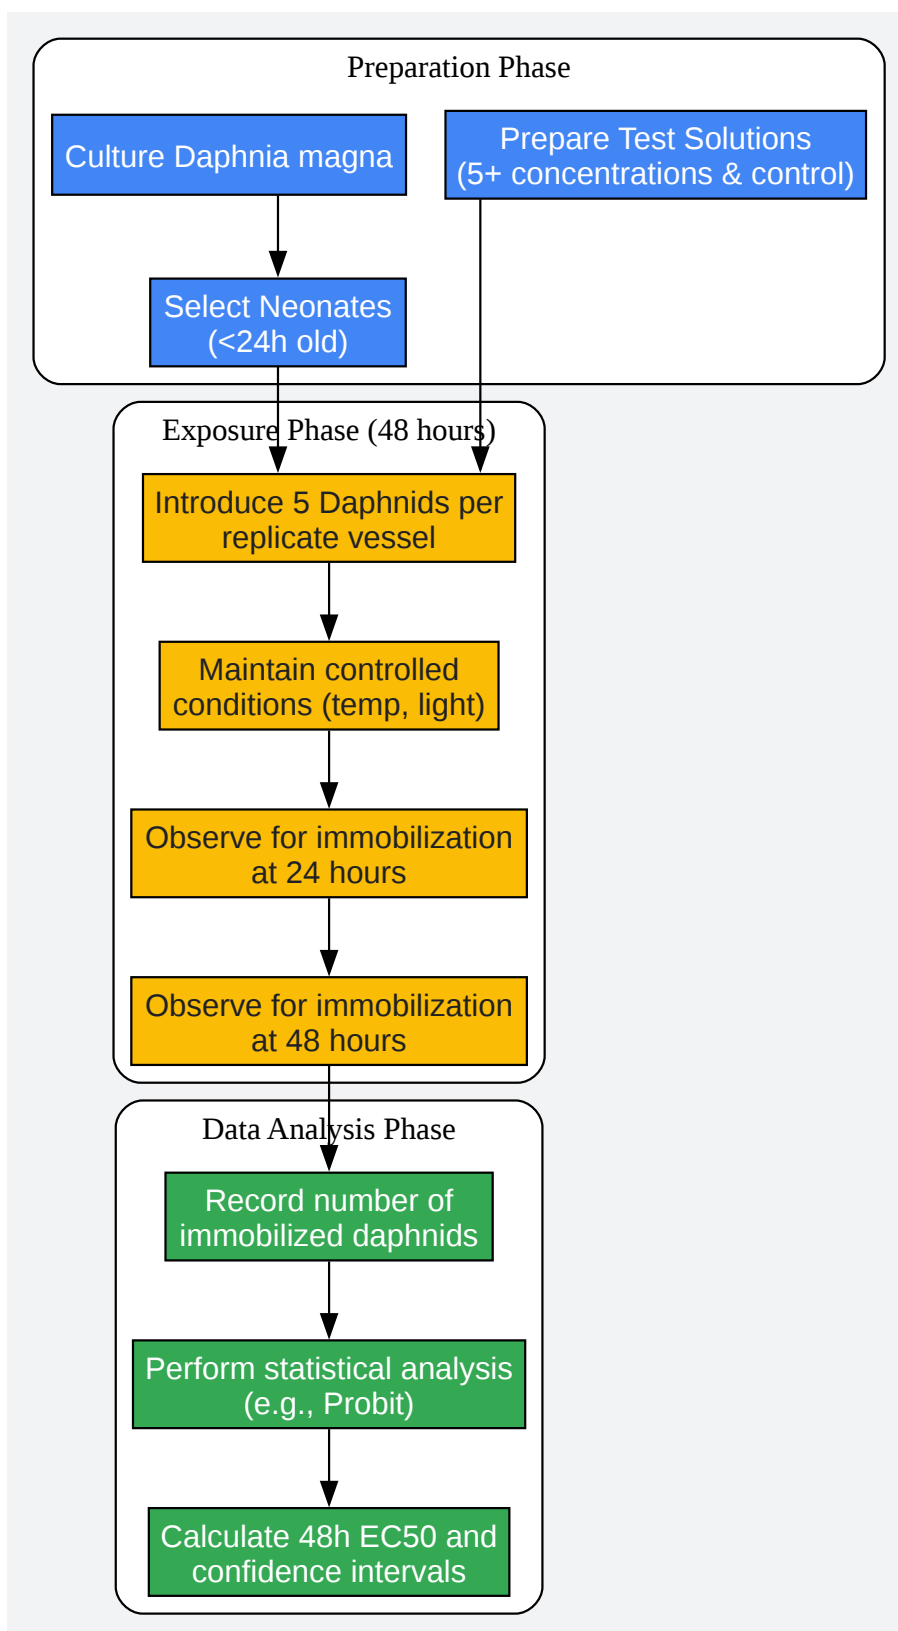 Preparation Phase
Culture Daphnia magna
Prepare Test Solutions
(5+ concentrations & control)
Select Neonates
(<24h old)
Exposure Phase (48 hours)
Introduce 5 Daphnids per
replicate vessel
Maintain controlled
conditions (temp, light)
Observe for immobilization
at 24 hours
Observe for immobilization
at 48 hours
Data Analysis Phase
Record number of
immobilized daphnids
Perform statistical analysis
(e.g., Probit)
Calculate 48h EC50 and
confidence intervals